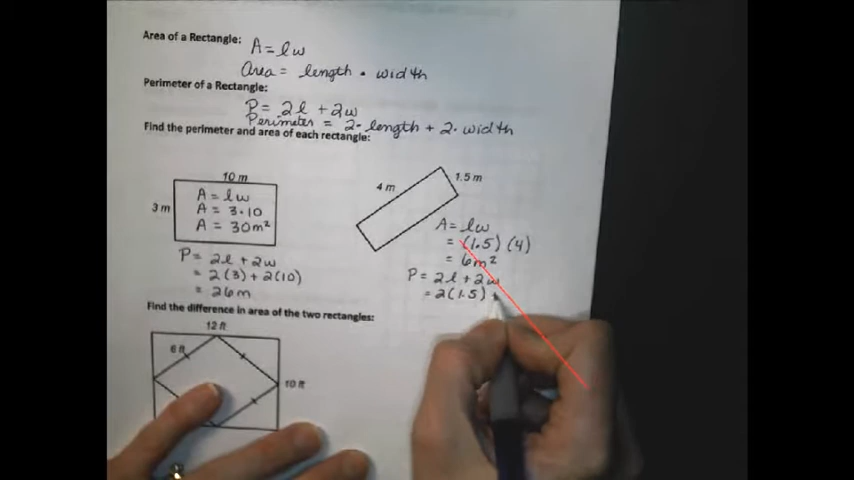 Area of a Rectangle: A = lw
Area = length • width
Perimeter of a Rectangle:
P = 2l + 2w
Perimeter = 2• length + 2• width
Find the perimeter and area of each rectangle:
10 m
3 m
A = lw
A = 3•10
A = 30m²
P = 2l + 2w
= 2(3) + 2(10)
= 26m
4 m
1.5 m
A = lw
= (1.5)(4)
= 6m²
P = 2l + 2w
= 2(1.5) +
Find the difference in area of the two rectangles:
12 ft
6 ft
10 ft